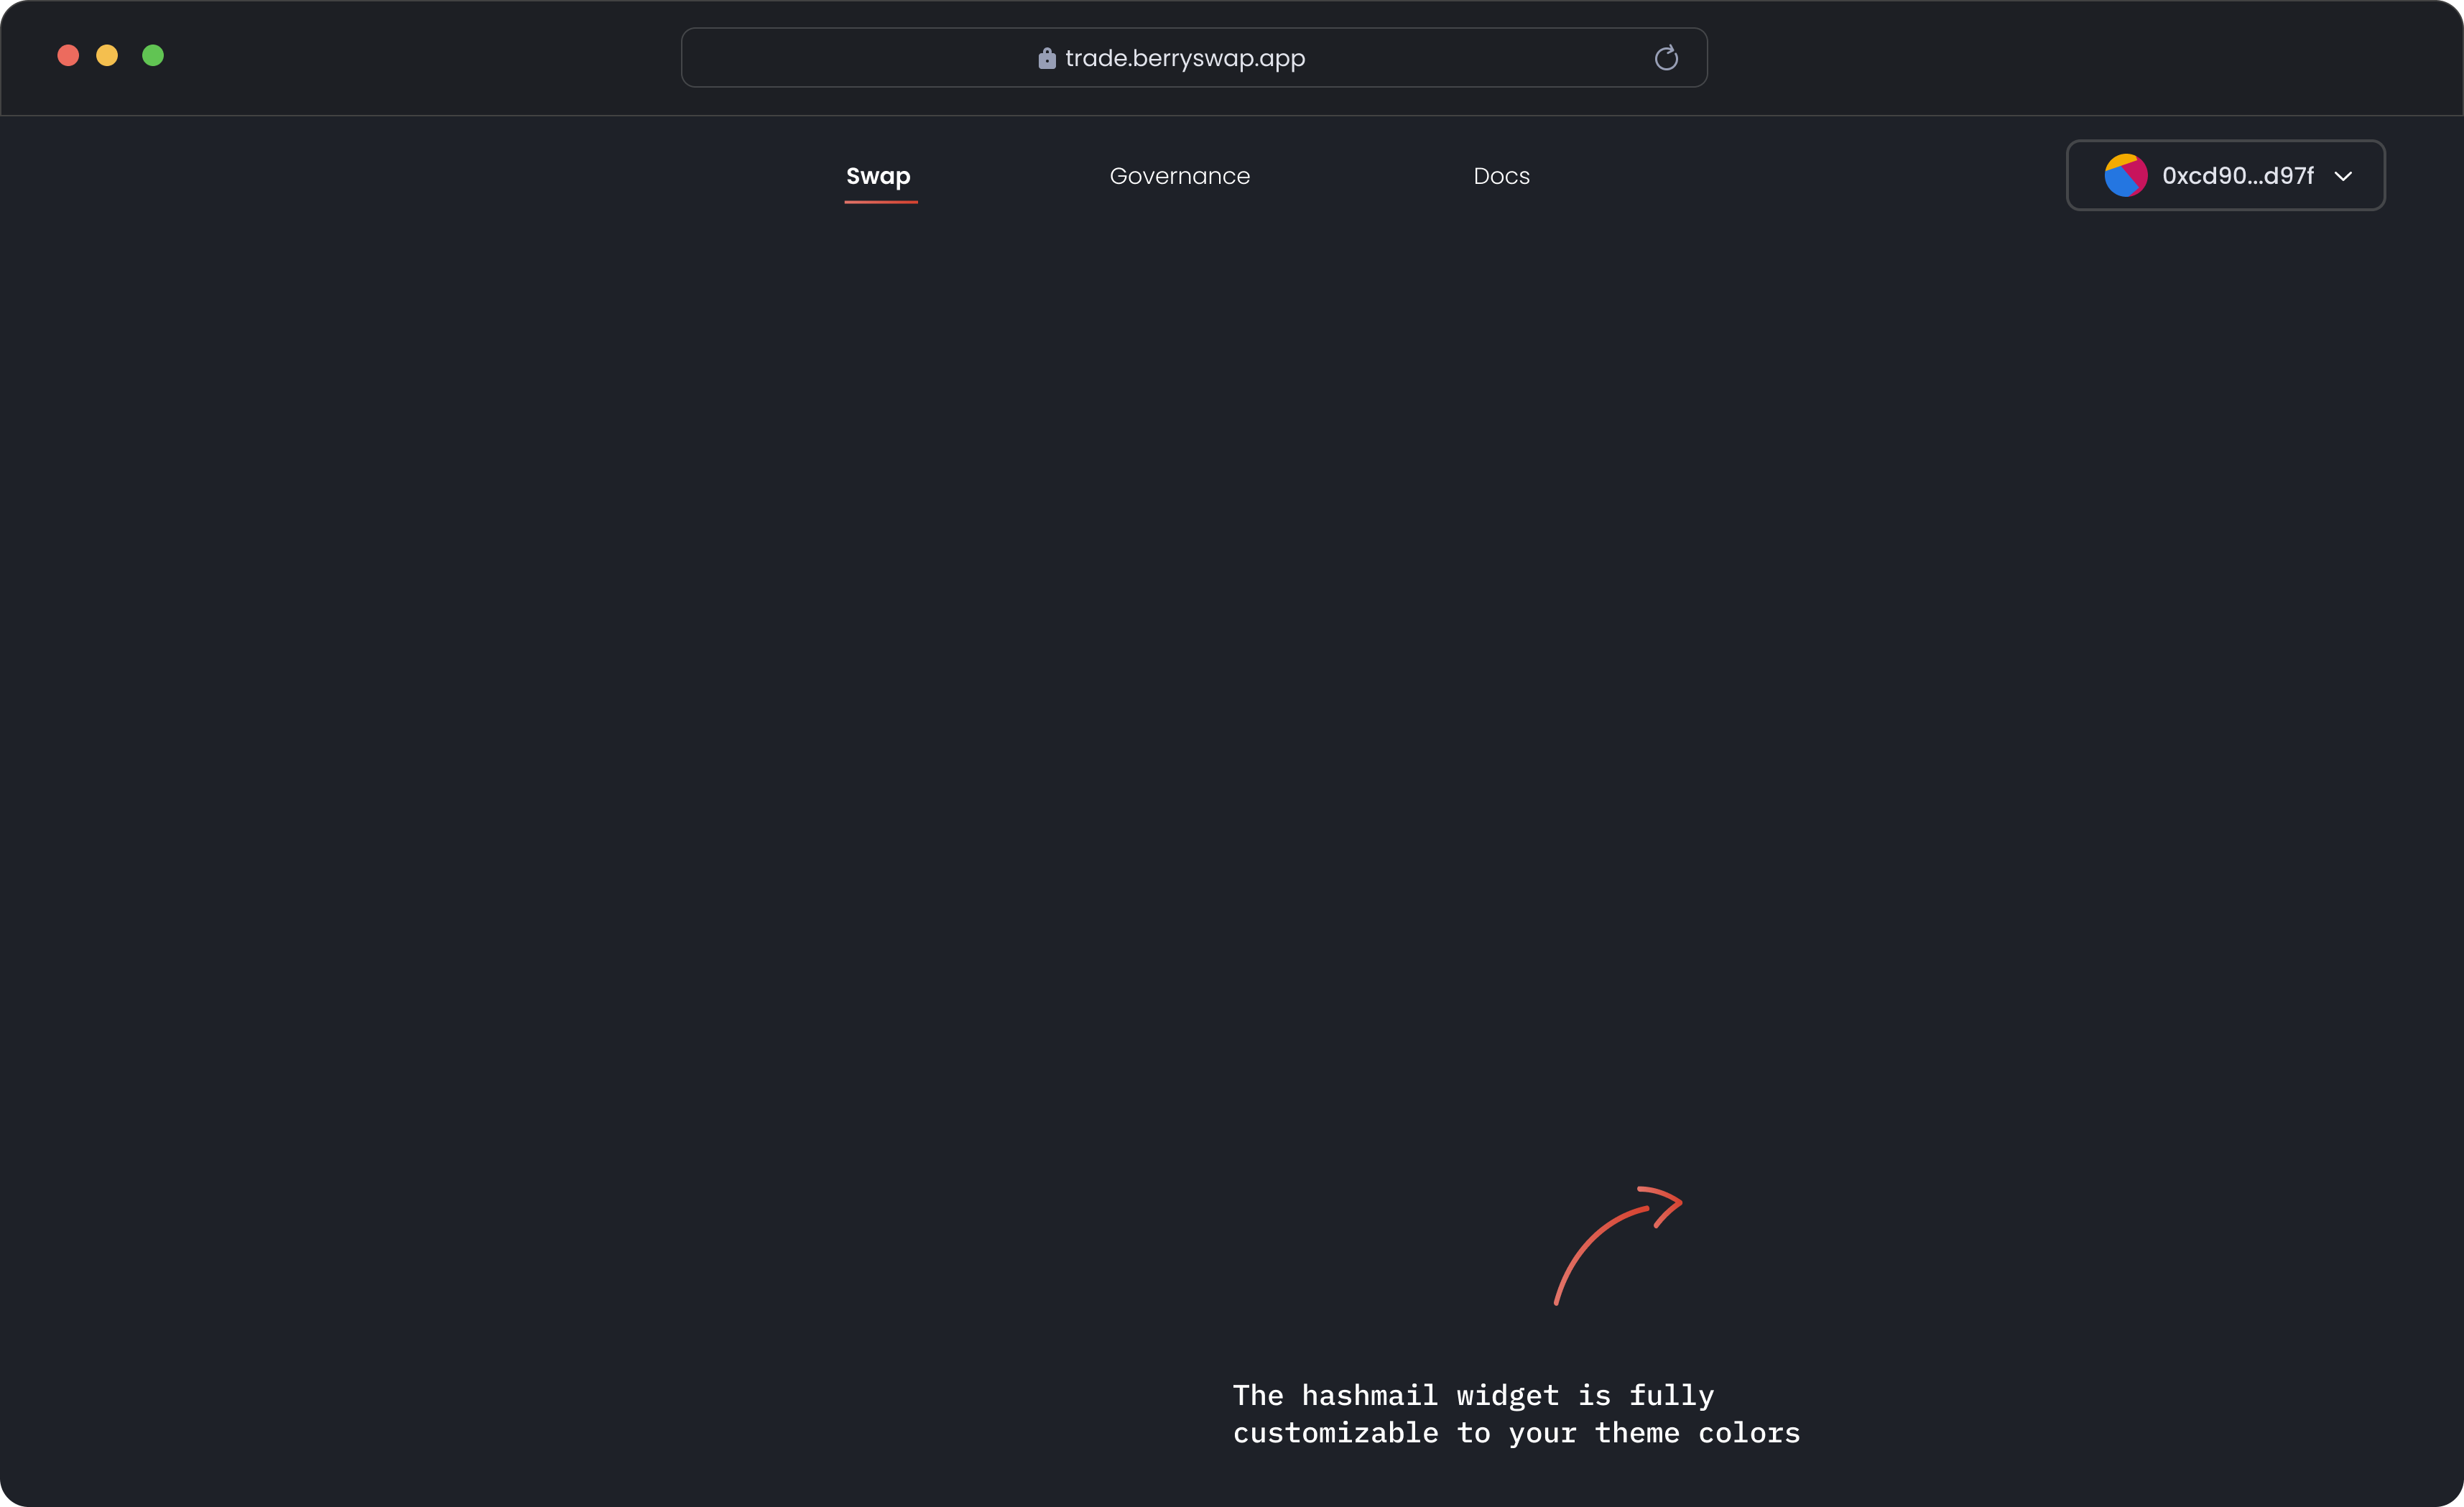 trade.berryswap.app
Swap
Governance
Docs
0xcd90...d97f
The hashmail widget is fully
customizable to your theme colors